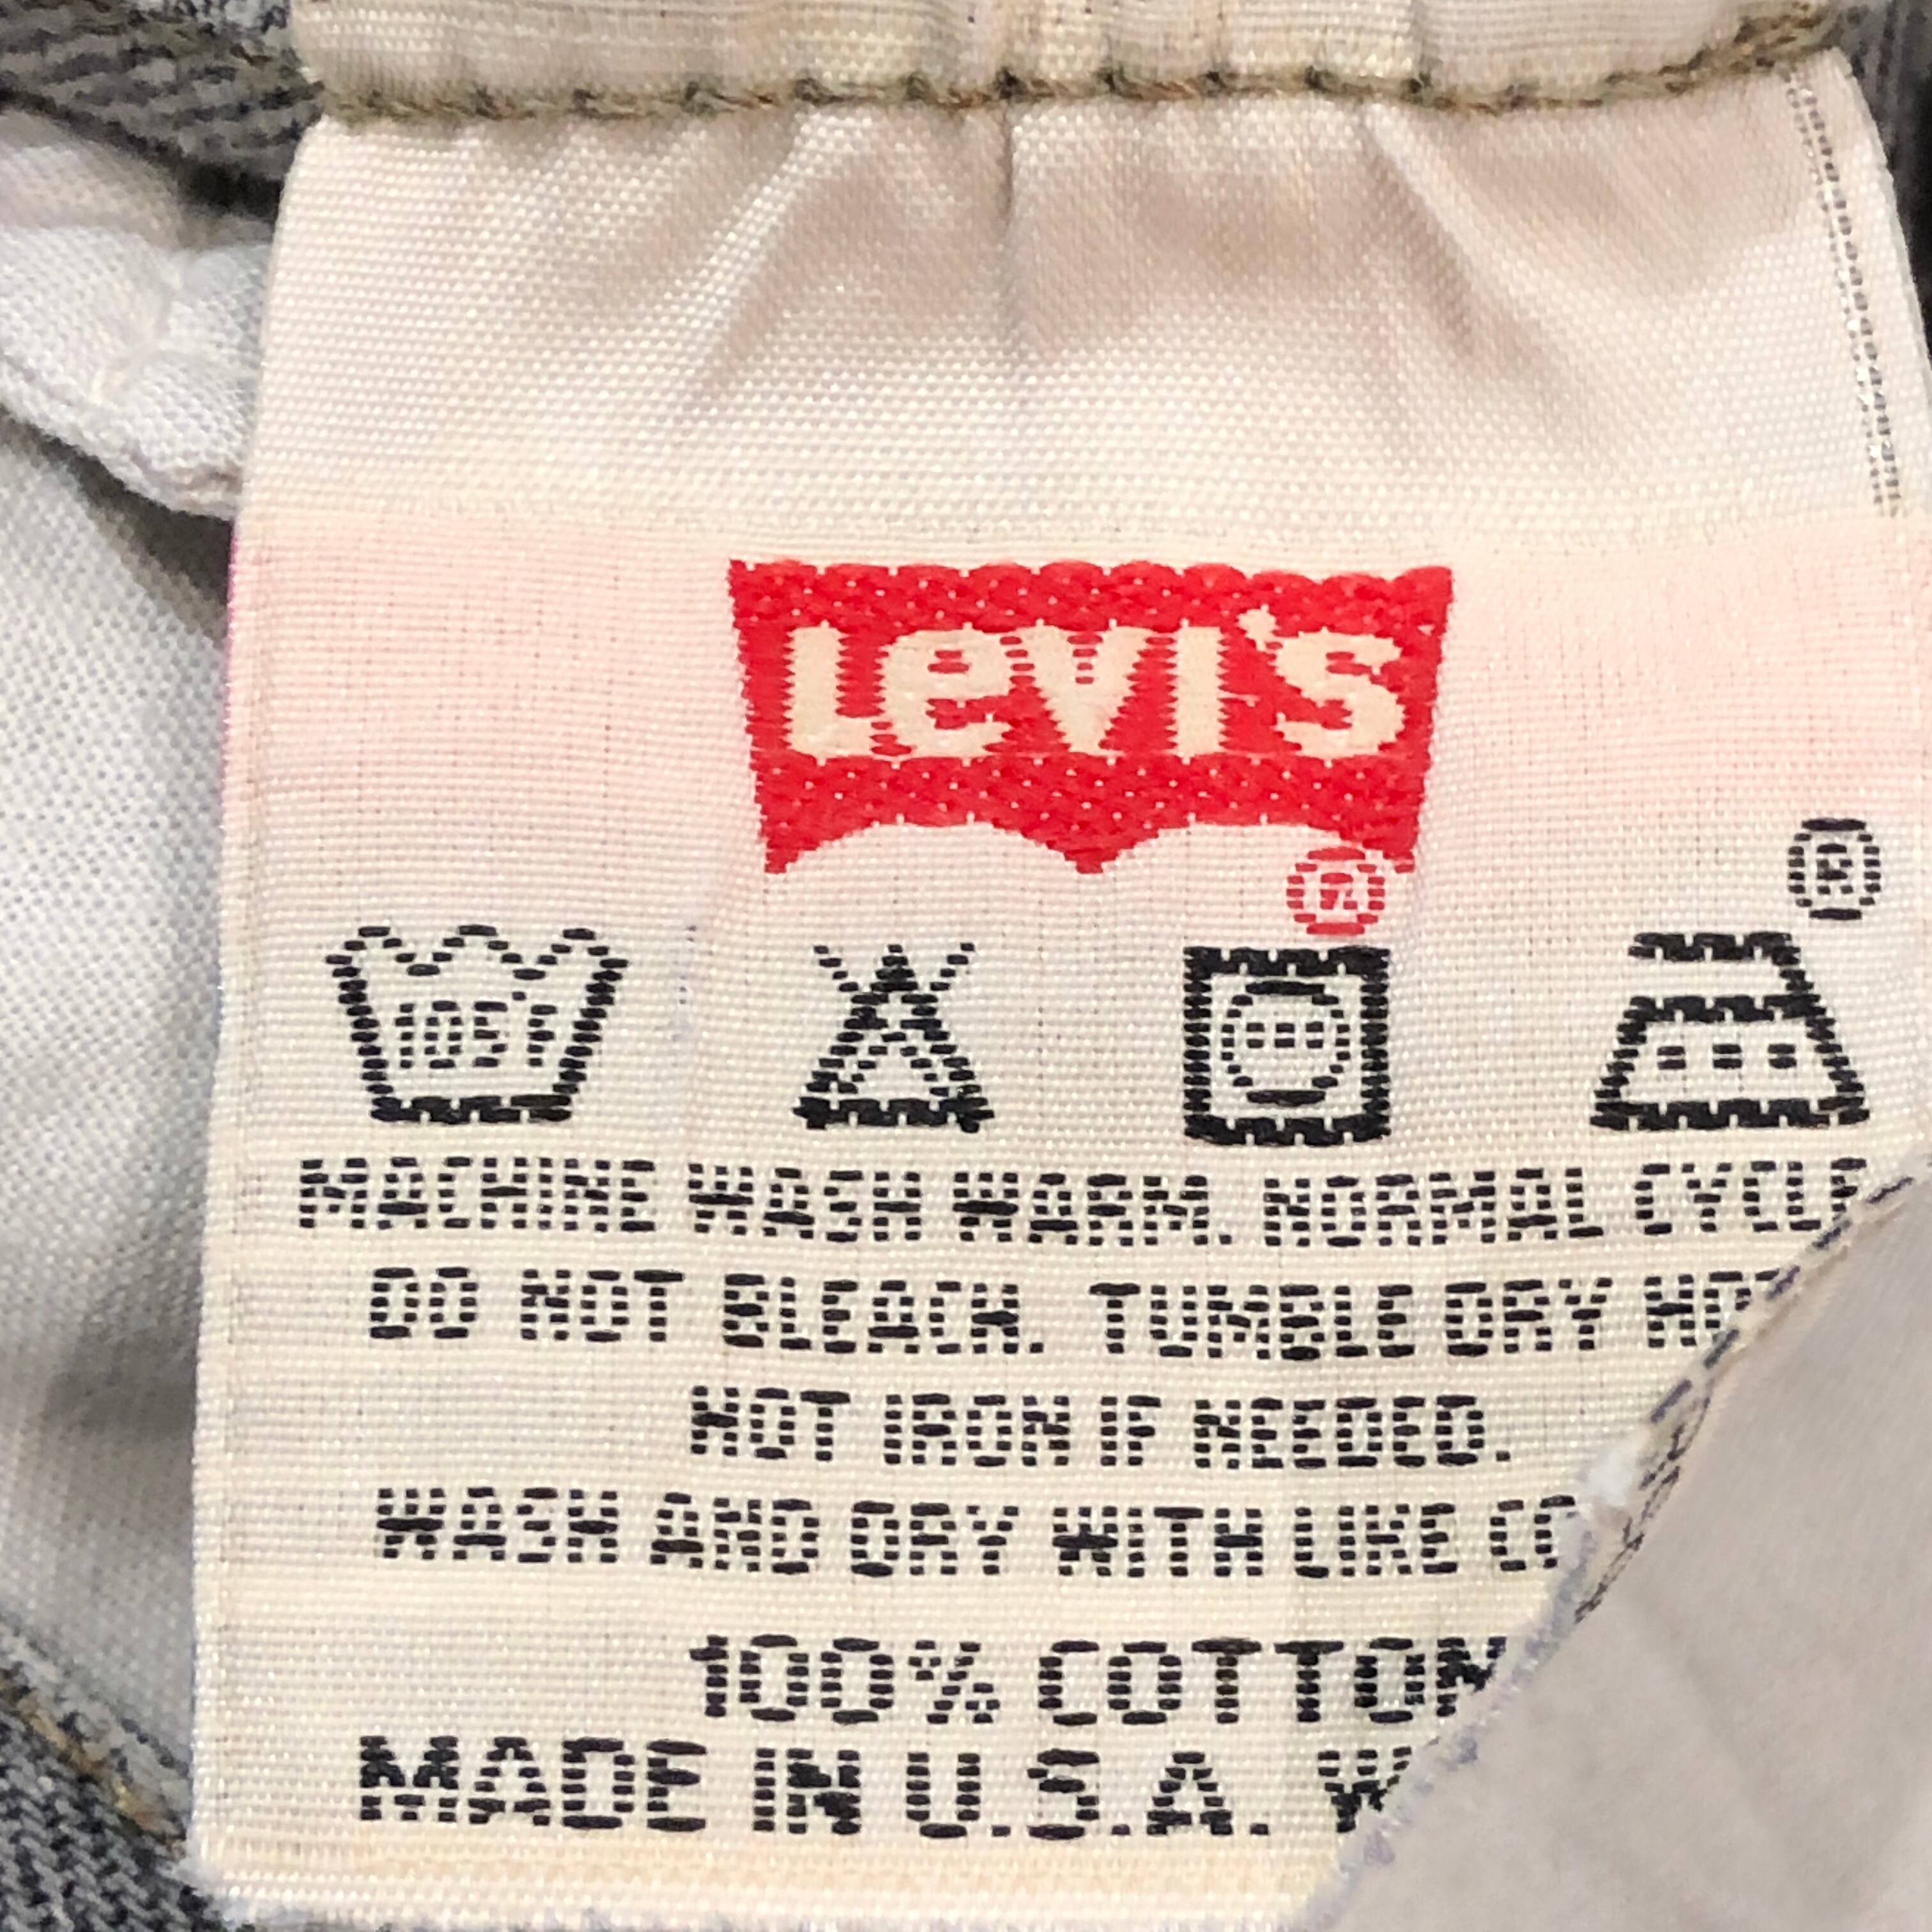 Levi's
®
®
105°F
MACHINE WASH WARM. NORMAL CYCLE
DO NOT BLEACH. TUMBLE DRY
HOT IRON IF NEEDED.
WASH AND DRY WITH LIKE
100% COTTON
MADE IN U.S.A.